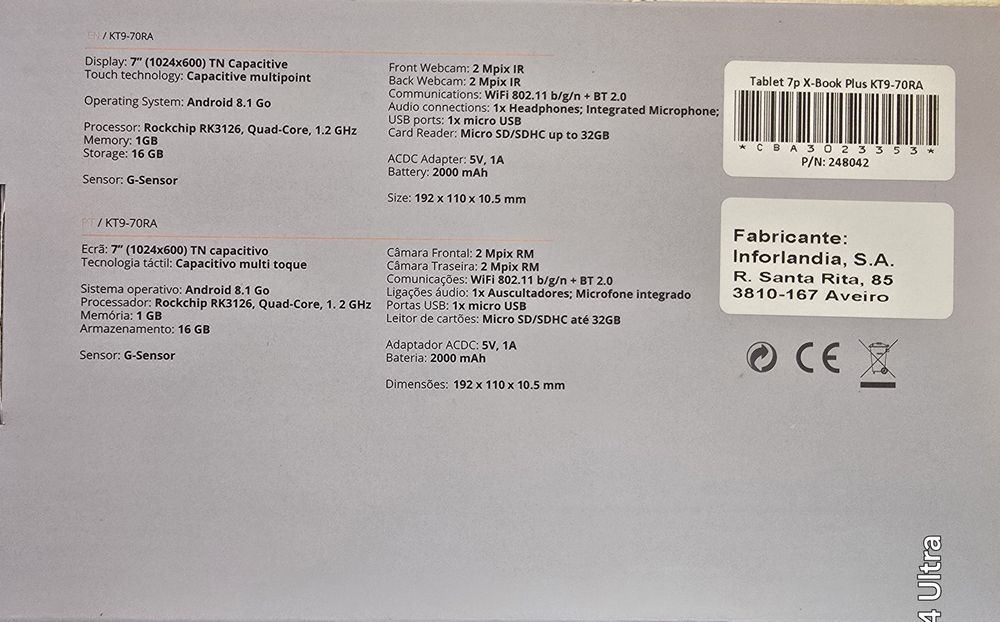 EN / KT9-70RA
Display: 7” (1024x600) TN Capacitive
Touch technology: Capacitive multipoint
Operating System: Android 8.1 Go
Processor: Rockchip RK3126, Quad-Core, 1.2 GHz
Memory: 1GB
Storage: 16 GB
Sensor: G-Sensor
Front Webcam: 2 Mpix IR
Back Webcam: 2 Mpix IR
Communications: WiFi 802.11 b/g/n + BT 2.0
Audio connections: 1x Headphones; Integrated Microphone;
USB ports: 1x micro USB
Card Reader: Micro SD/SDHC up to 32GB
ACDC Adapter: 5V, 1A
Battery: 2000 mAh
Size: 192 x 110 x 10.5 mm
PT / KT9-70RA
Ecrã: 7” (1024x600) TN capacitivo
Tecnologia táctil: Capacitivo multi toque
Sistema operativo: Android 8.1 Go
Processador: Rockchip RK3126, Quad-Core, 1. 2 GHz
Memória: 1 GB
Armazenamento: 16 GB
Sensor: G-Sensor
Câmara Frontal: 2 Mpix RM
Câmara Traseira: 2 Mpix RM
Comunicações: WiFi 802.11 b/g/n + BT 2.0
Ligações áudio: 1x Auscultadores; Microfone integrado
Portas USB: 1x micro USB
Leitor de cartões: Micro SD/SDHC até 32GB
Adaptador ACDC: 5V, 1A
Bateria: 2000 mAh
Dimensões: 192 x 110 x 10.5 mm
Tablet 7p X-Book Plus KT9-70RA
* C B A 3 0 2 3 3 5 3 *
P/N: 248042
Fabricante:
Inforlandia, S.A.
R. Santa Rita, 85
3810-167 Aveiro
CE
4 Ultra